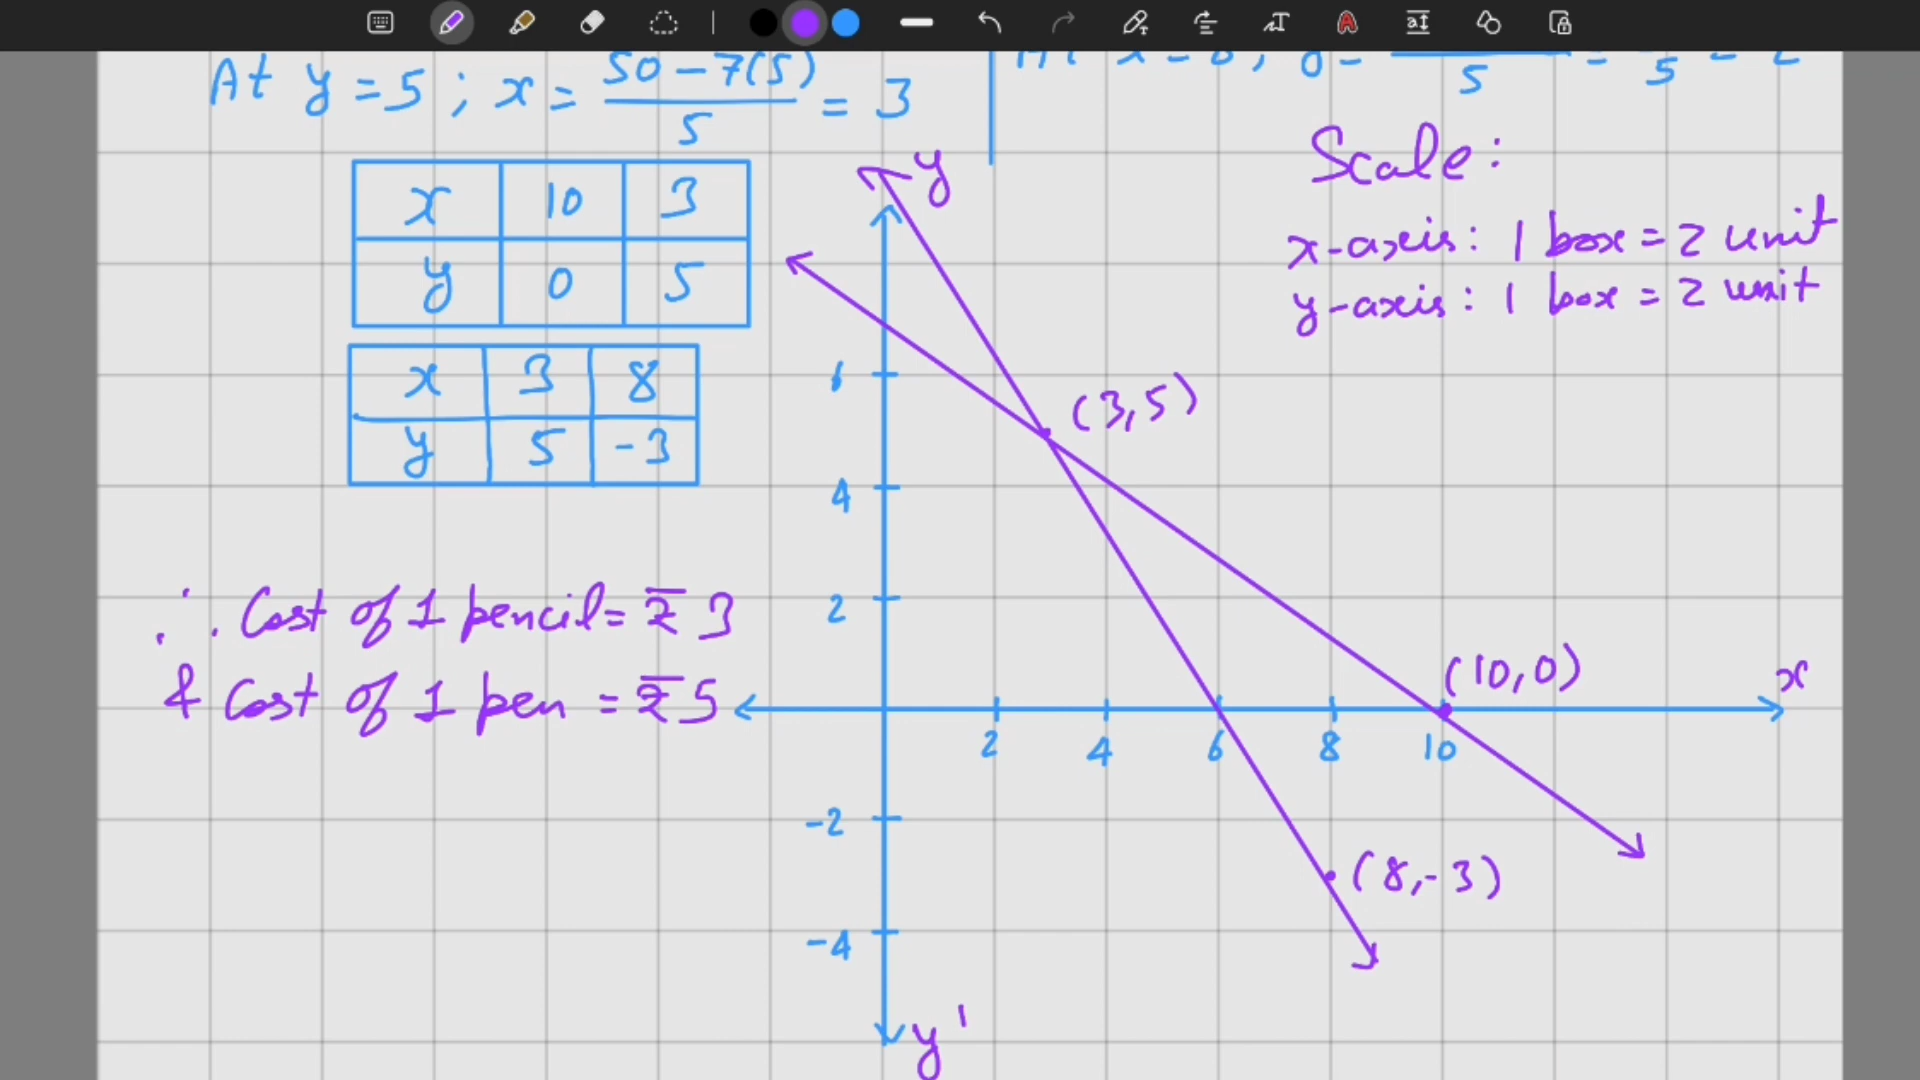 At y = 5 ; x = 50 - 7(5) / 5 = 3
Scale :
x-axis : 1 box = 2 unit
y-axis : 1 box = 2 unit
x 10 3
y 0 5
x 3 8
y 5 -3
∴ Cost of 1 pencil = ₹ 3
& Cost of 1 pen = ₹ 5
y
6
4
2
-2
-4
y'
2 4 6 8 10
x
(3,5)
(10,0)
(8,-3)